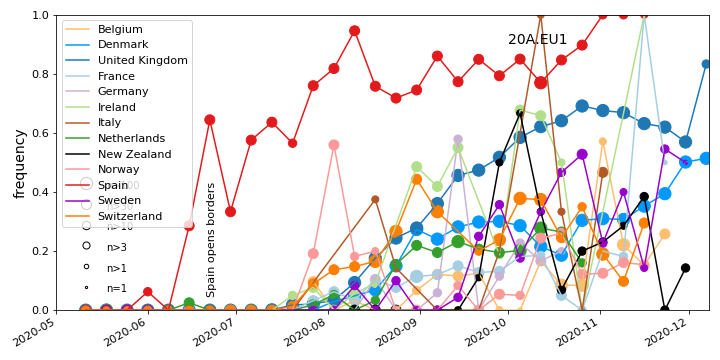 20A.EU1
1.0
0.8
0.6
0.4
0.2
0.0
frequency
Belgium
Denmark
United Kingdom
France
Germany
Ireland
Italy
Netherlands
New Zealand
Norway
Spain
Sweden
Switzerland
n>10
n>3
n>1
n=1
Spain opens borders
2020-05
2020-06
2020-07
2020-08
2020-09
2020-10
2020-11
2020-12